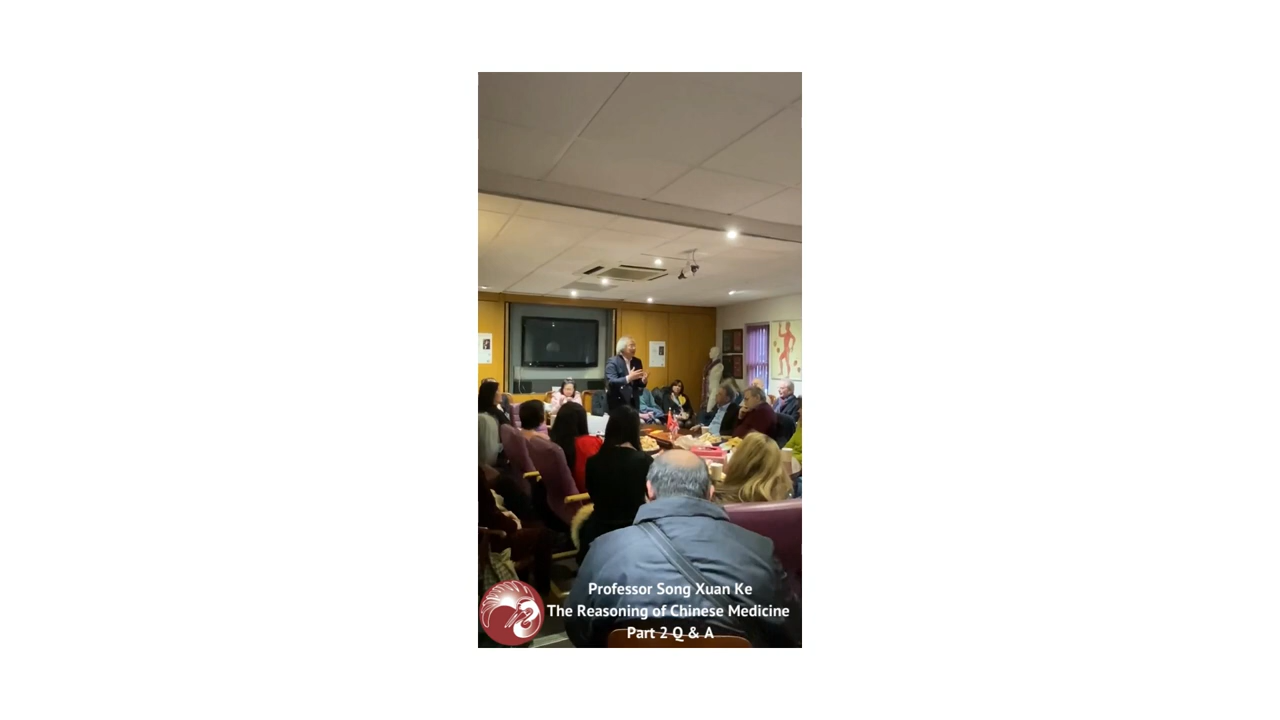 Professor Song Xuan Ke
The Reasoning of Chinese Medicine
Part 2 Q & A